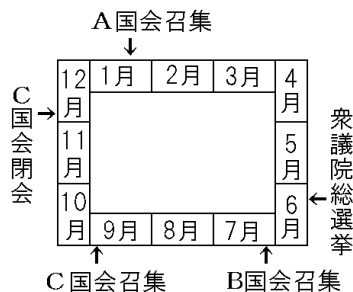 A国会召集
12月
1月
2月
3月
4月
C国会閉会
11月
5月
衆議院総選挙
10月
9月
8月
7月
6月
C国会召集
B国会召集